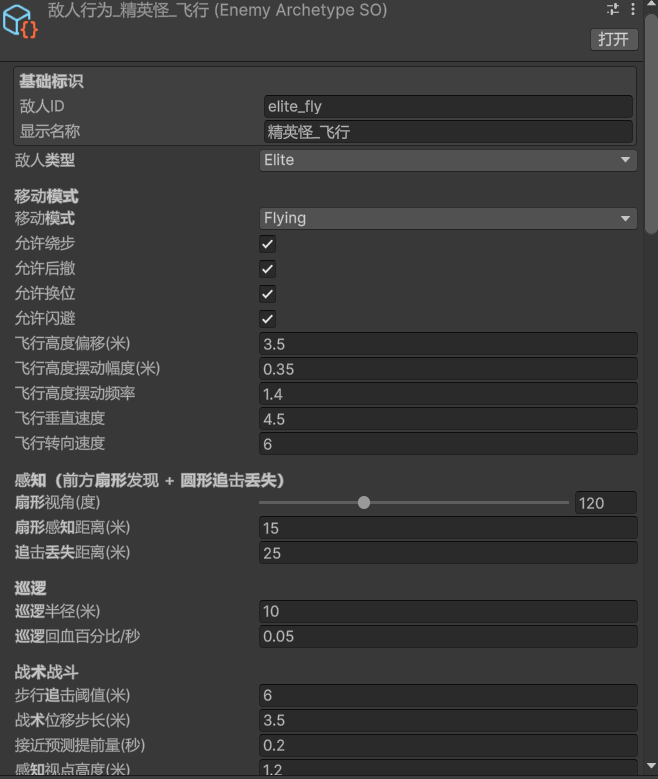 敌人行为_精英怪_飞行 (Enemy Archetype SO)
打开
基础标识
敌人ID elite_fly
显示名称 精英怪_飞行
敌人类型 Elite
移动模式
移动模式 Flying
允许绕步
允许后撤
允许换位
允许闪避
飞行高度偏移(米) 3.5
飞行高度摆动幅度(米) 0.35
飞行高度摆动频率 1.4
飞行垂直速度 4.5
飞行转向速度 6
感知（前方扇形发现 + 圆形追击丢失）
扇形视角(度) 120
扇形感知距离(米) 15
追击丢失距离(米) 25
巡逻
巡逻半径(米) 10
巡逻回血百分比/秒 0.05
战术战斗
步行追击阈值(米) 6
战术位移步长(米) 3.5
接近预测提前量(秒) 0.2
感知视点高度(米) 1.2